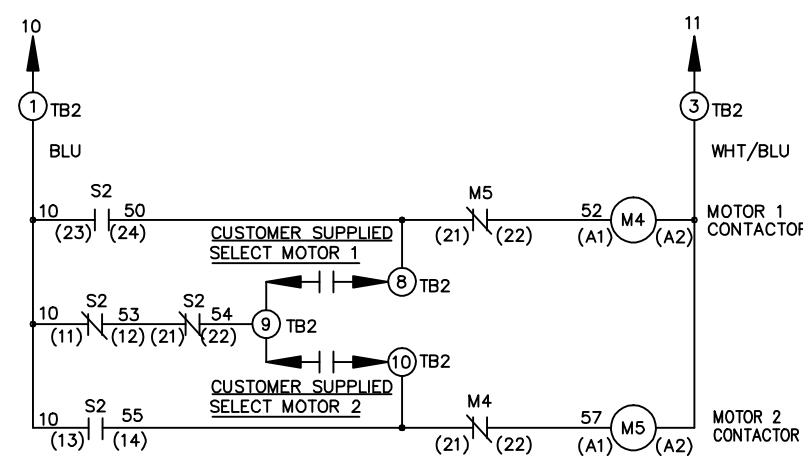 10
11
1 TB2
3 TB2
BLU
WHT/BLU
S2
M5
10 50
52
M4
MOTOR 1
CONTACTOR
(23) (24)
(21) (22)
(A1) (A2)
CUSTOMER SUPPLIED
SELECT MOTOR 1
8 TB2
S2 S2
10 53 54
9 TB2
(11) (12) (21) (22)
10 TB2
CUSTOMER SUPPLIED
SELECT MOTOR 2
S2
M4
10 55
57
M5
MOTOR 2
CONTACTOR
(13) (14)
(21) (22)
(A1) (A2)